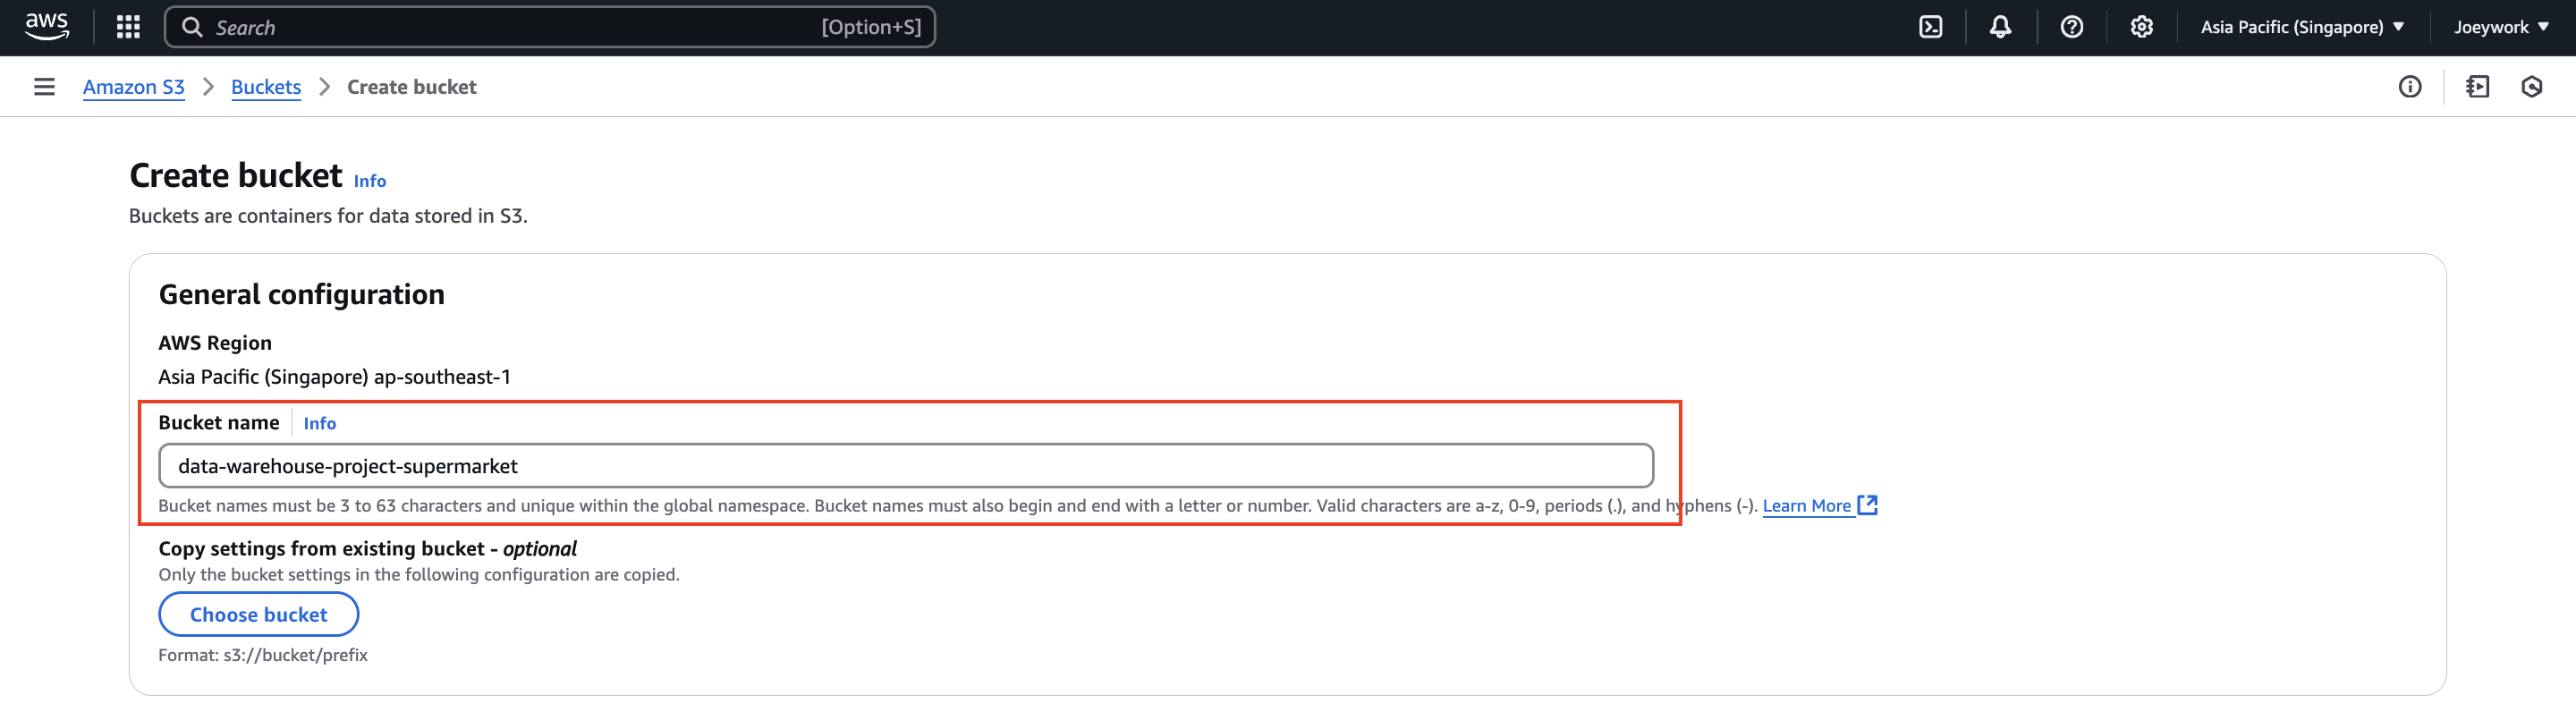 aws Search [Option+S] Asia Pacific (Singapore) Joeywork
Amazon S3 Buckets Create bucket
Create bucket Info
Buckets are containers for data stored in S3.
General configuration
AWS Region
Asia Pacific (Singapore) ap-southeast-1
Bucket name Info
data-warehouse-project-supermarket
Bucket names must be 3 to 63 characters and unique within the global namespace. Bucket names must also begin and end with a letter or number. Valid characters are a-z, 0-9, periods (.), and hyphens (-). Learn More
Copy settings from existing bucket - optional
Only the bucket settings in the following configuration are copied.
Choose bucket
Format: s3://bucket/prefix